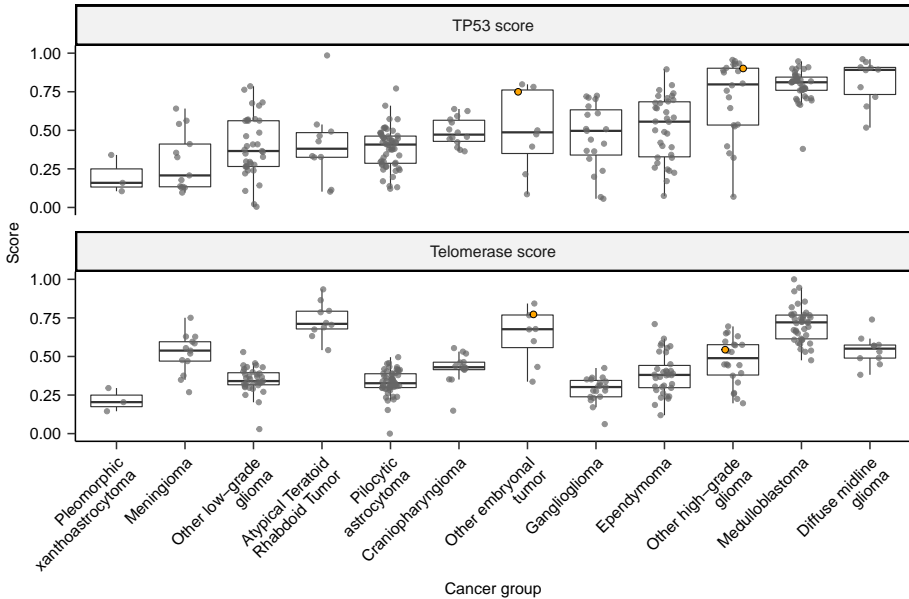 TP53 score
1.00
0.75
0.50
0.25
0.00
Score
Telomerase score
1.00
0.75
0.50
0.25
0.00
Pleomorphic
xanthoastrocytoma
Meningioma
Other low−grade
glioma
Atypical Teratoid
Rhabdoid Tumor
Pilocytic
astrocytoma
Craniopharyngioma
Other embryonal
tumor
Ganglioglioma
Ependymoma
Other high−grade
glioma
Medulloblastoma
Diffuse midline
glioma
Cancer group